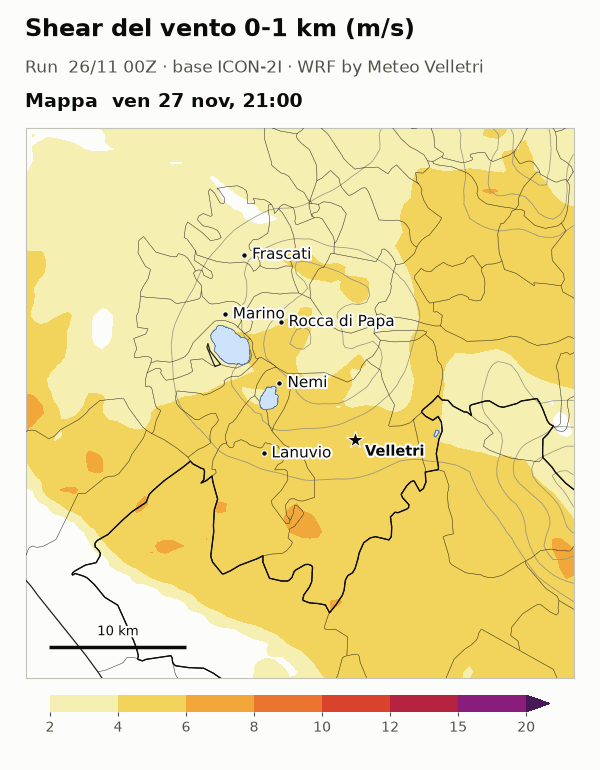 Shear del vento 0-1 km (m/s)
Run  26/11 00Z · base ICON-2I · WRF by Meteo Velletri
Mappa  ven 27 nov, 21:00
Frascati
Marino
Rocca di Papa
Nemi
Velletri
Lanuvio
10 km
2 4 6 8 10 12 15 20